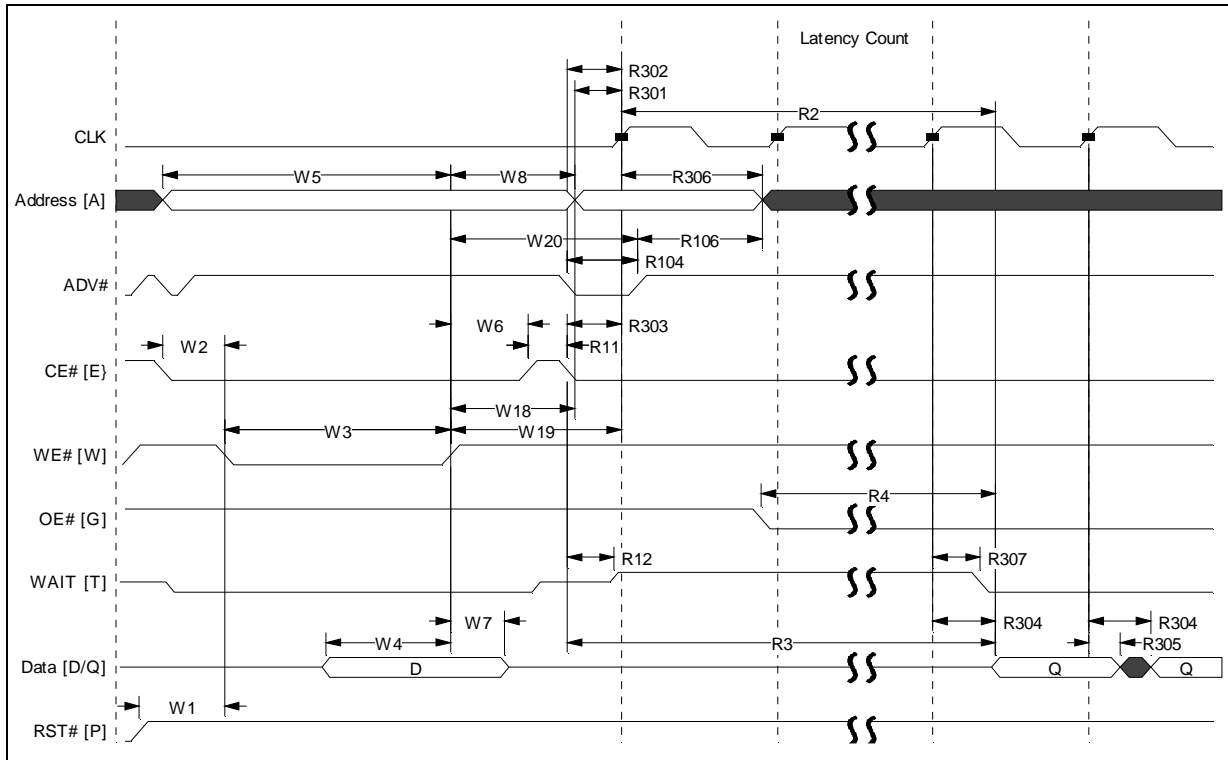 Latency Count
R302
R301
R2
CLK
W5
W8
R306
Address [A]
W20
R106
R104
ADV#
W6
R303
W2
R11
CE# [E}
W18
W3
W19
WE# [W]
R4
OE# [G]
R12
R307
WAIT [T]
W7
R304
R304
W4
R3
R305
Data [D/Q]
D
Q
Q
W1
RST# [P]